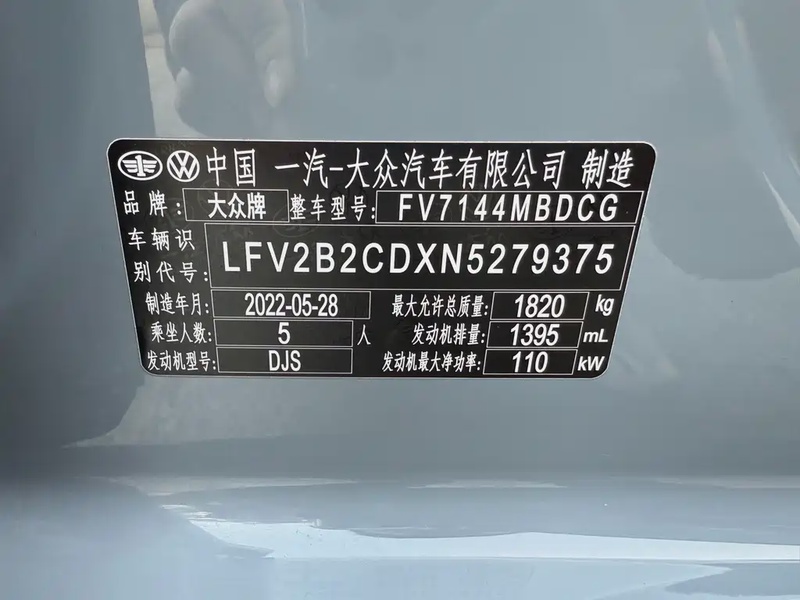 中国 一汽-大众汽车有限公司 制造
品牌: 大众牌 整车型号: FV7144MBDCG
车辆识别代号: LFV2B2CDXN5279375
制造年月: 2022-05-28 最大允许总质量: 1820 kg
乘坐人数: 5 人 发动机排量: 1395 mL
发动机型号: DJS 发动机最大净功率: 110 kW